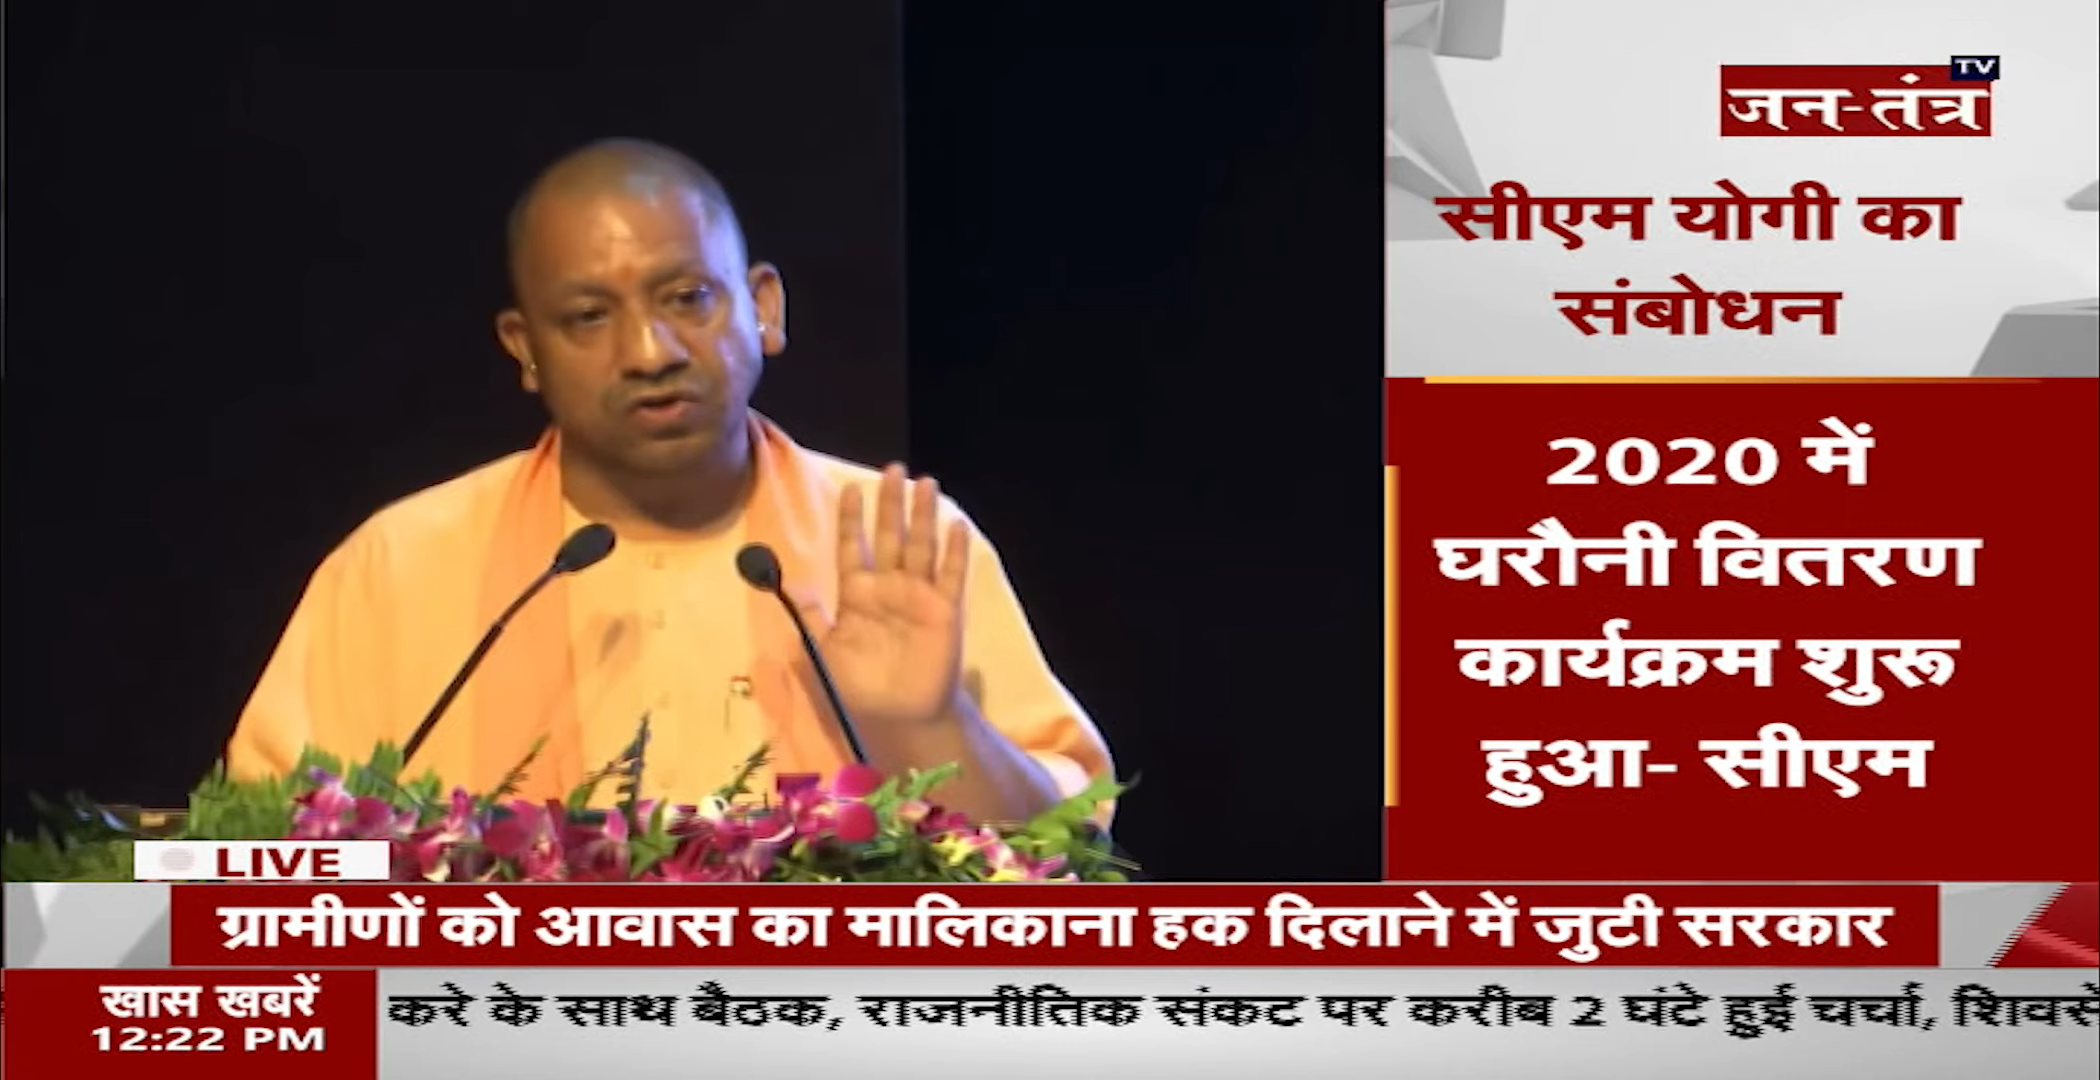 TV
जन-तंत्र
सीएम योगी का
संबोधन
2020 में
घरौनी वितरण
कार्यक्रम शुरू
हुआ- सीएम
LIVE
ग्रामीणों को आवास का मालिकाना हक दिलाने में जुटी सरकार
खास खबरें
12:22 PM
करे के साथ बैठक, राजनीतिक संकट पर करीब 2 घंटे हुई चर्चा, शिवसे